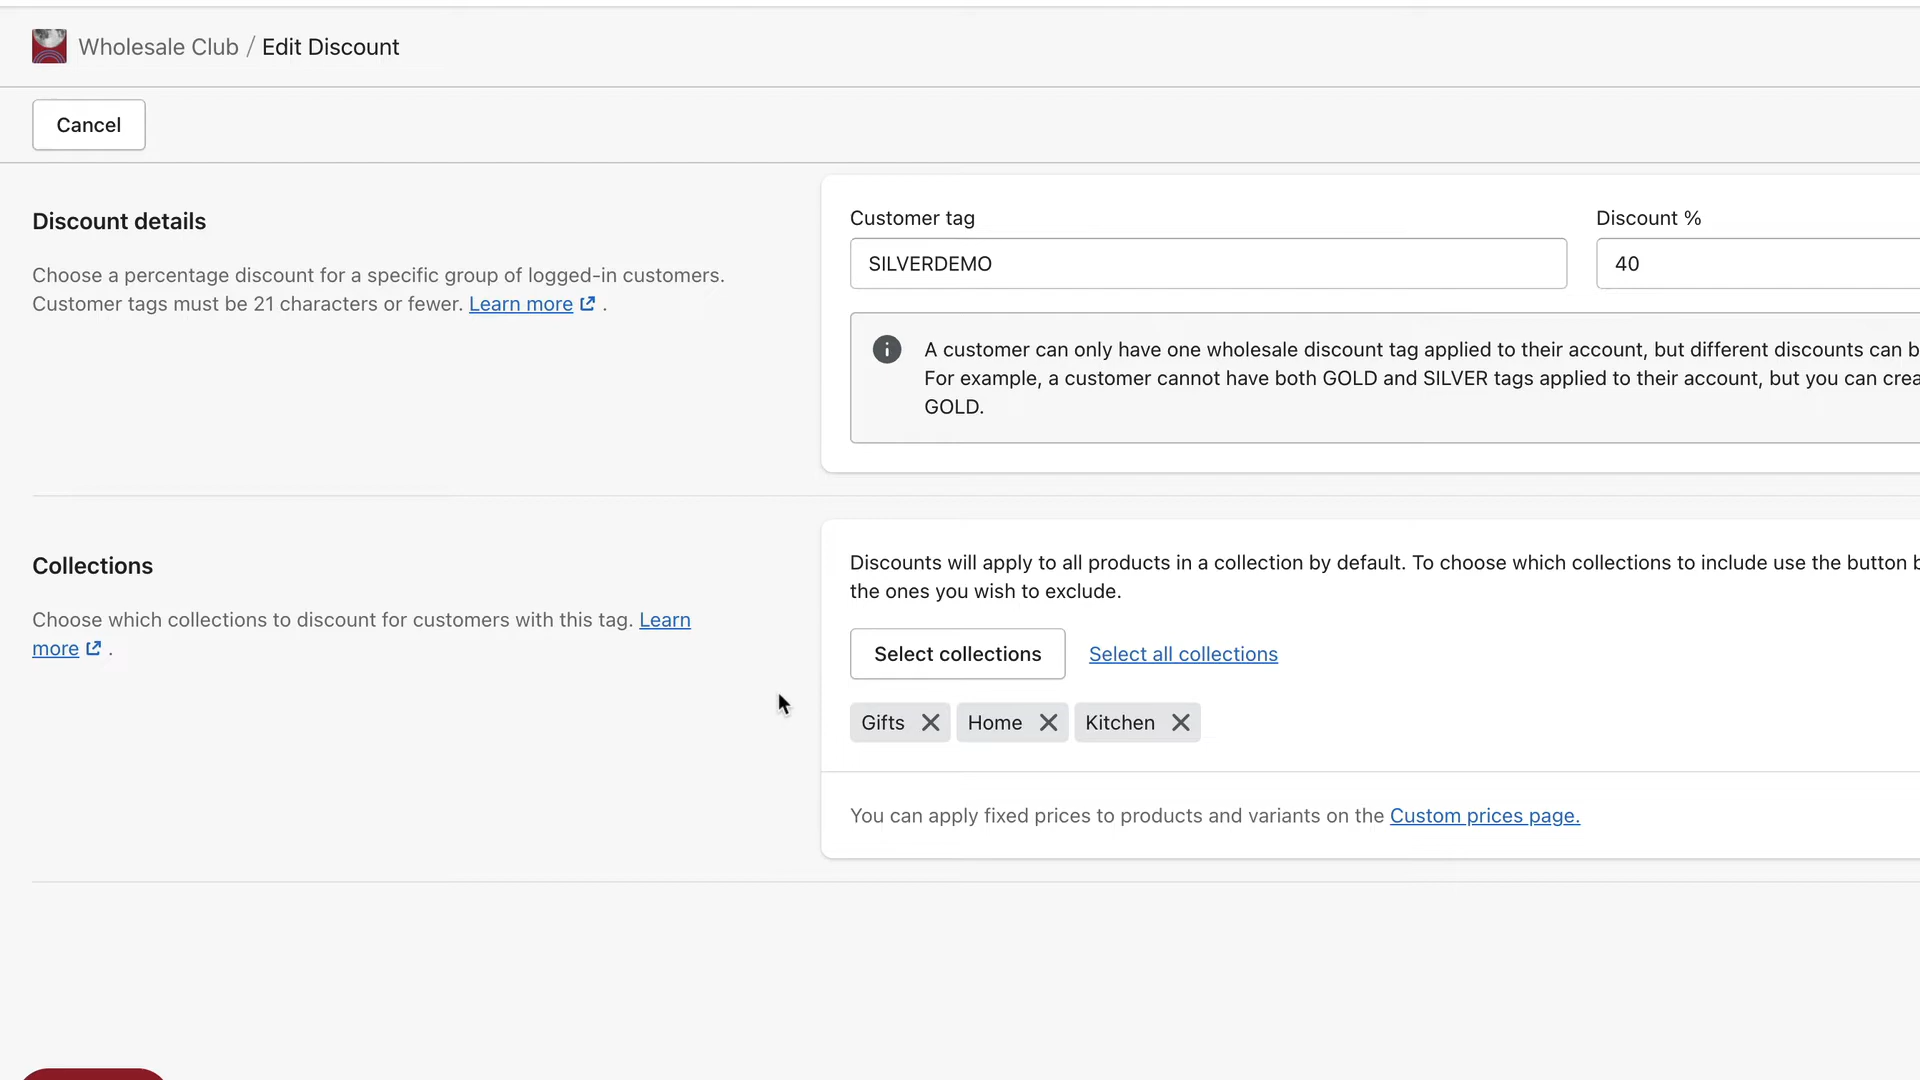 Wholesale Club / Edit Discount
Cancel
Discount details
Choose a percentage discount for a specific group of logged-in customers.
Customer tags must be 21 characters or fewer. Learn more .
Customer tag
SILVERDEMO
Discount %
40
A customer can only have one wholesale discount tag applied to their account, but different discounts can
For example, a customer cannot have both GOLD and SILVER tags applied to their account, but you can
GOLD.
Collections
Choose which collections to discount for customers with this tag. Learn
more .
Discounts will apply to all products in a collection by default. To choose which collections to include use the button
the ones you wish to exclude.
Select collections
Select all collections
Gifts
Home
Kitchen
You can apply fixed prices to products and variants on the Custom prices page.